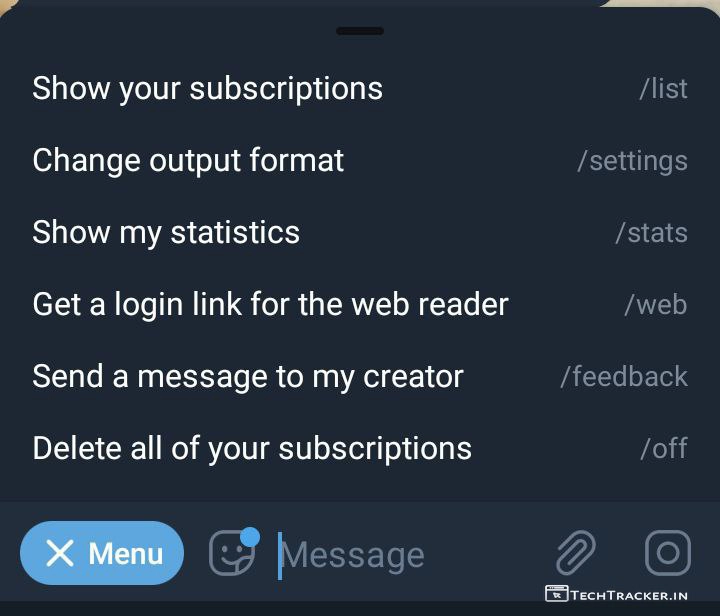 Show your subscriptions /list
Change output format /settings
Show my statistics /stats
Get a login link for the web reader /web
Send a message to my creator /feedback
Delete all of your subscriptions /off
Menu Message
TECHTRACKER.IN